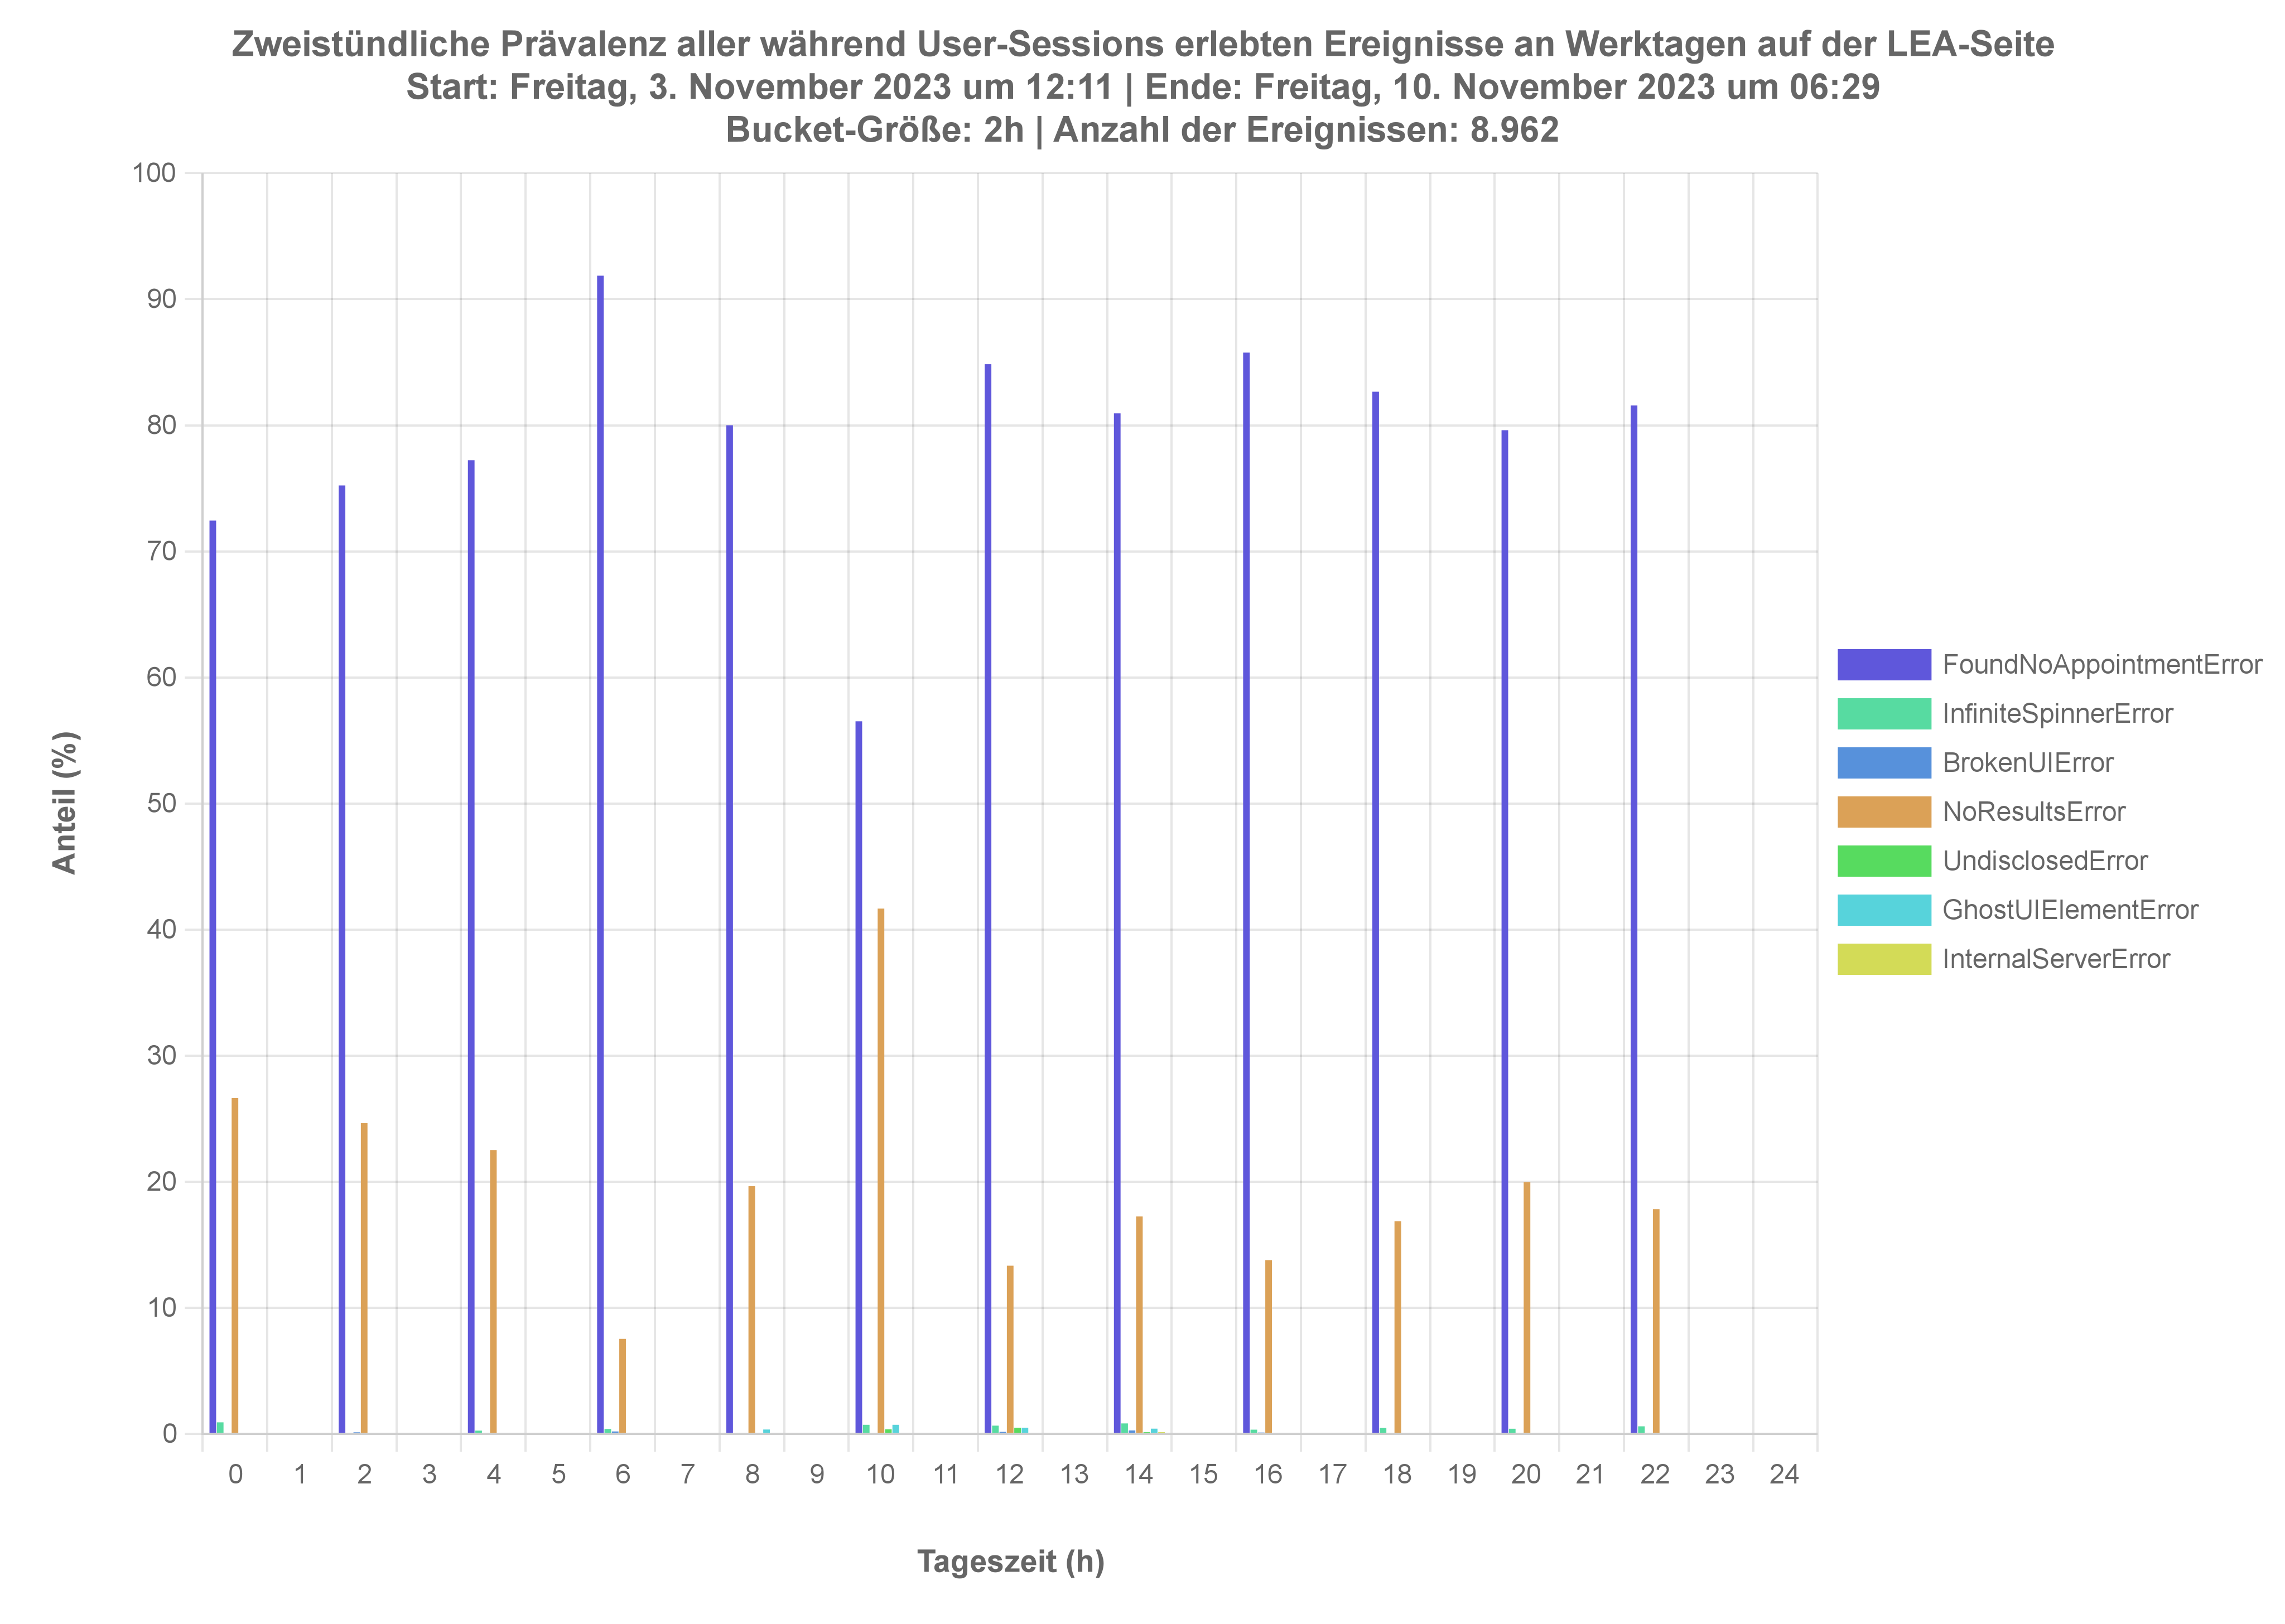 Zweistündliche Prävalenz aller während User-Sessions erlebten Ereignisse an Werktagen auf der LEA-Seite
Start: Freitag, 3. November 2023 um 12:11 | Ende: Freitag, 10. November 2023 um 06:29
Bucket-Größe: 2h | Anzahl der Ereignissen: 8.962
100
90
80
70
60
50
40
30
20
10
0
Anteil (%)
0 1 2 3 4 5 6 7 8 9 10 11 12 13 14 15 16 17 18 19 20 21 22 23 24
Tageszeit (h)
FoundNoAppointmentError
InfiniteSpinnerError
BrokenUIError
NoResultsError
UndisclosedError
GhostUIElementError
InternalServerError